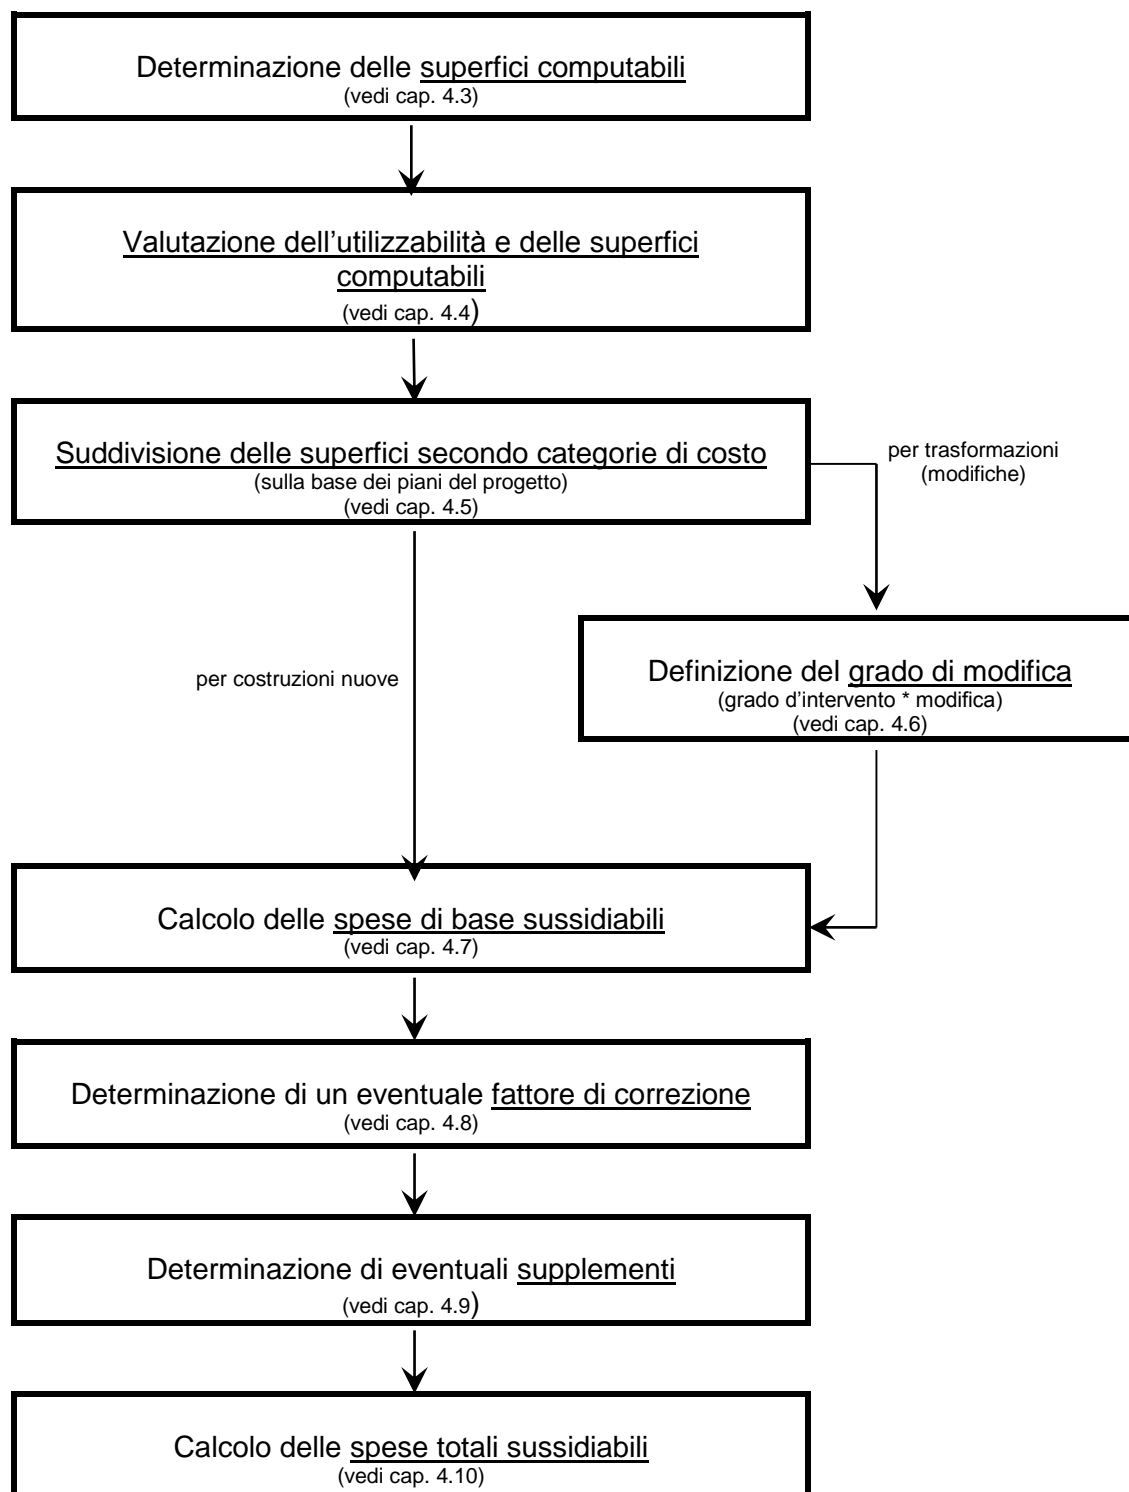 Determinazione delle superfici computabili
(vedi cap. 4.3)
Valutazione dell’utilizzabilità e delle superfici
computabili
(vedi cap. 4.4)
Suddivisione delle superfici secondo categorie di costo
(sulla base dei piani del progetto)
(vedi cap. 4.5)
per trasformazioni
(modifiche)
Definizione del grado di modifica
(grado d’intervento * modifica)
(vedi cap. 4.6)
per costruzioni nuove
Calcolo delle spese di base sussidiabili
(vedi cap. 4.7)
Determinazione di un eventuale fattore di correzione
(vedi cap. 4.8)
Determinazione di eventuali supplementi
(vedi cap. 4.9)
Calcolo delle spese totali sussidiabili
(vedi cap. 4.10)